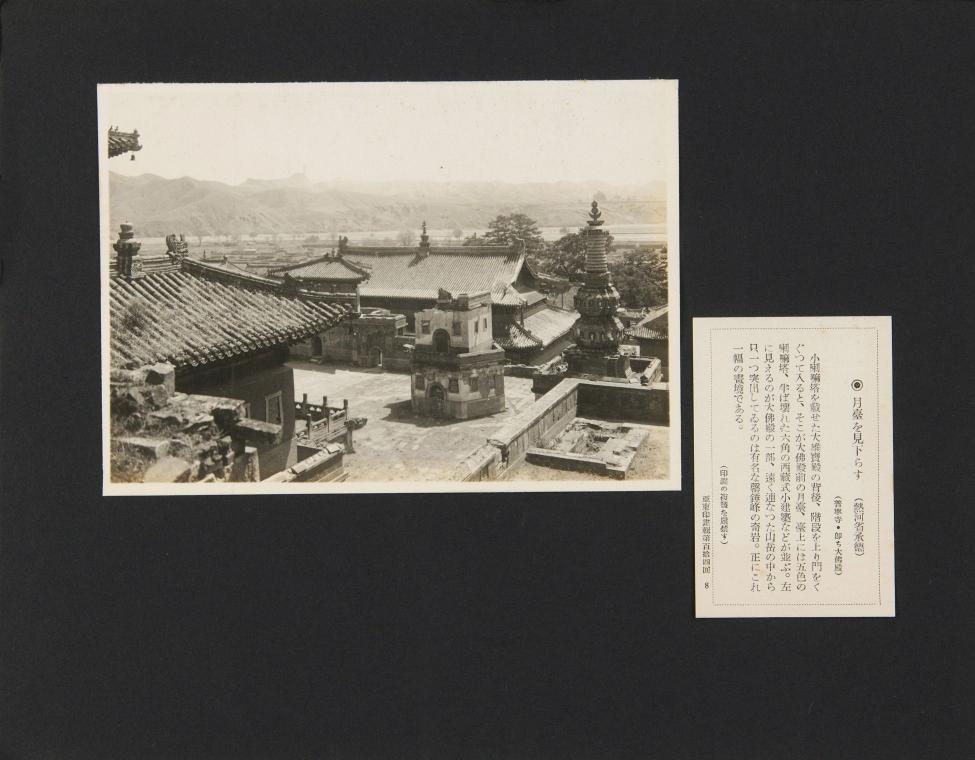 ◉ 月臺を見下らす (熱河省承德)
(普寧寺・卽ち大佛殿)
小喇嘛塔を載せた大雄寶殿の背後、階段を上り門をく
ぐつて入ると、そこが大佛殿前の月臺、臺上には五色の
喇嘛塔、半ば壞れた六角の西藏式小建築などが並ぶ。左
に見えるのが大佛殿の一部、遠く連なつた山岳の中から
只一つ突出してゐるのは有名な磬錘峰の奇岩。正にこれ
一幅の畫境である。
(印畫の複製を嚴禁す)
亞東印畫輯第百拾四回 8